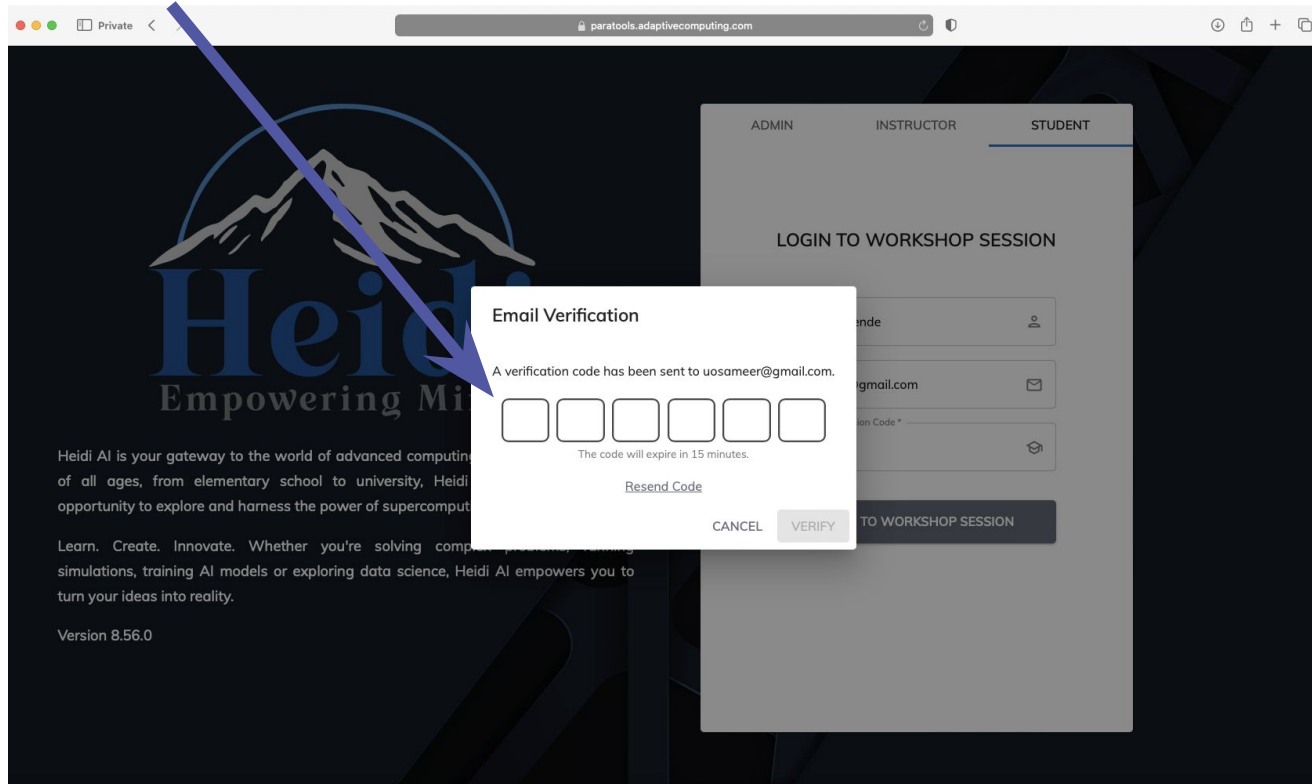 Private
paratools.adaptivecomputing.com
ADMIN INSTRUCTOR STUDENT
LOGIN TO WORKSHOP SESSION
Heidi
Empowering
Email Verification
A verification code has been sent to uosameer@gmail.com.
The code will expire in 15 minutes.
Resend Code
CANCEL VERIFY
ende
@gmail.com
ion Code *
TO WORKSHOP SESSION
Heidi AI is your gateway to the world of advanced computing
of all ages, from elementary school to university, Heidi
opportunity to explore and harness the power of supercomput
Learn. Create. Innovate. Whether you're solving complex problems, running
simulations, training AI models or exploring data science, Heidi AI empowers you to
turn your ideas into reality.
Version 8.56.0